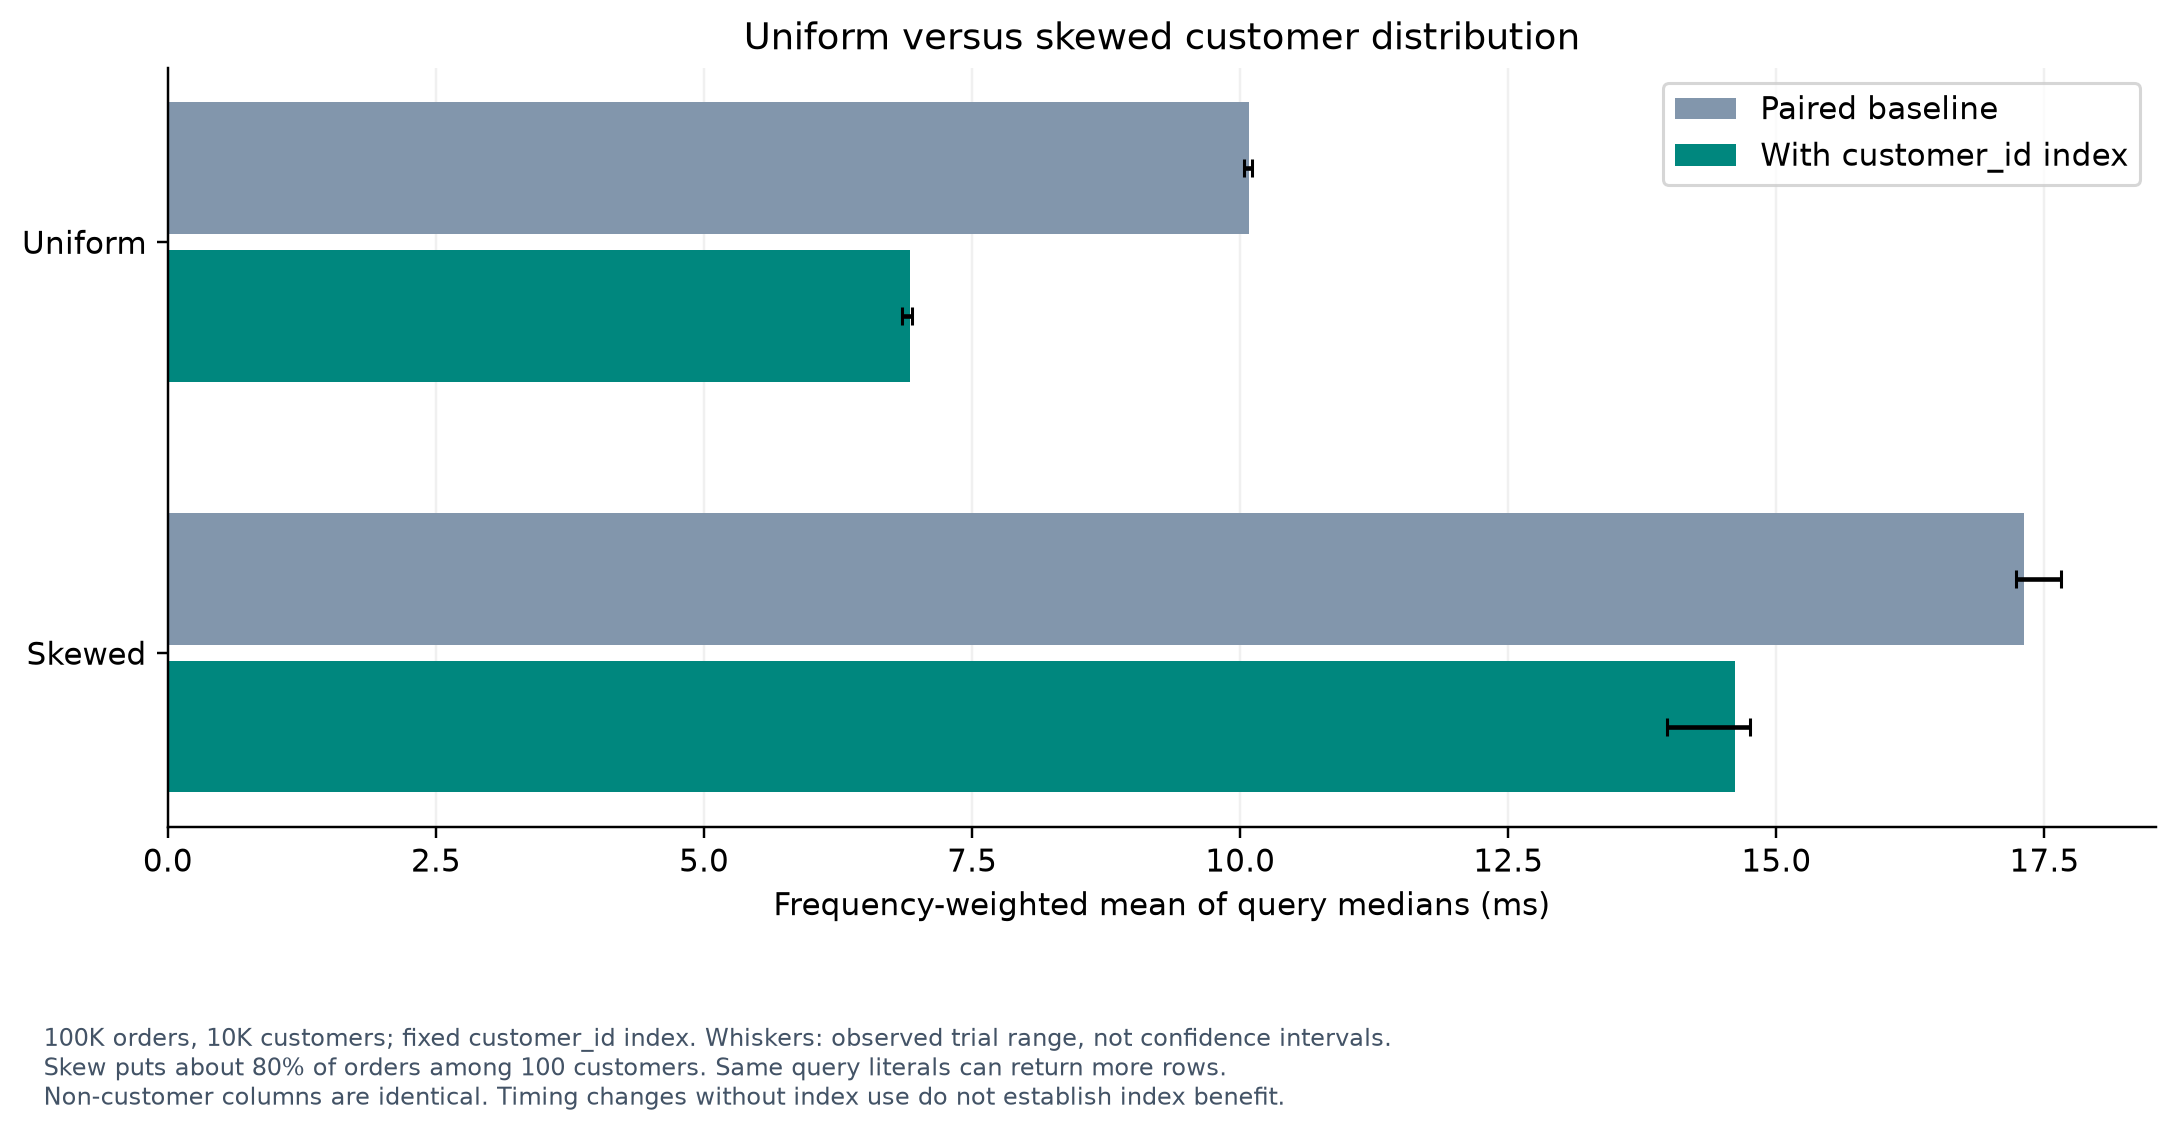 Uniform versus skewed customer distribution
Paired baseline
With customer_id index
Uniform
Skewed
0.0 2.5 5.0 7.5 10.0 12.5 15.0 17.5
Frequency-weighted mean of query medians (ms)
100K orders, 10K customers; fixed customer_id index. Whiskers: observed trial range, not confidence intervals.
Skew puts about 80% of orders among 100 customers. Same query literals can return more rows.
Non-customer columns are identical. Timing changes without index use do not establish index benefit.